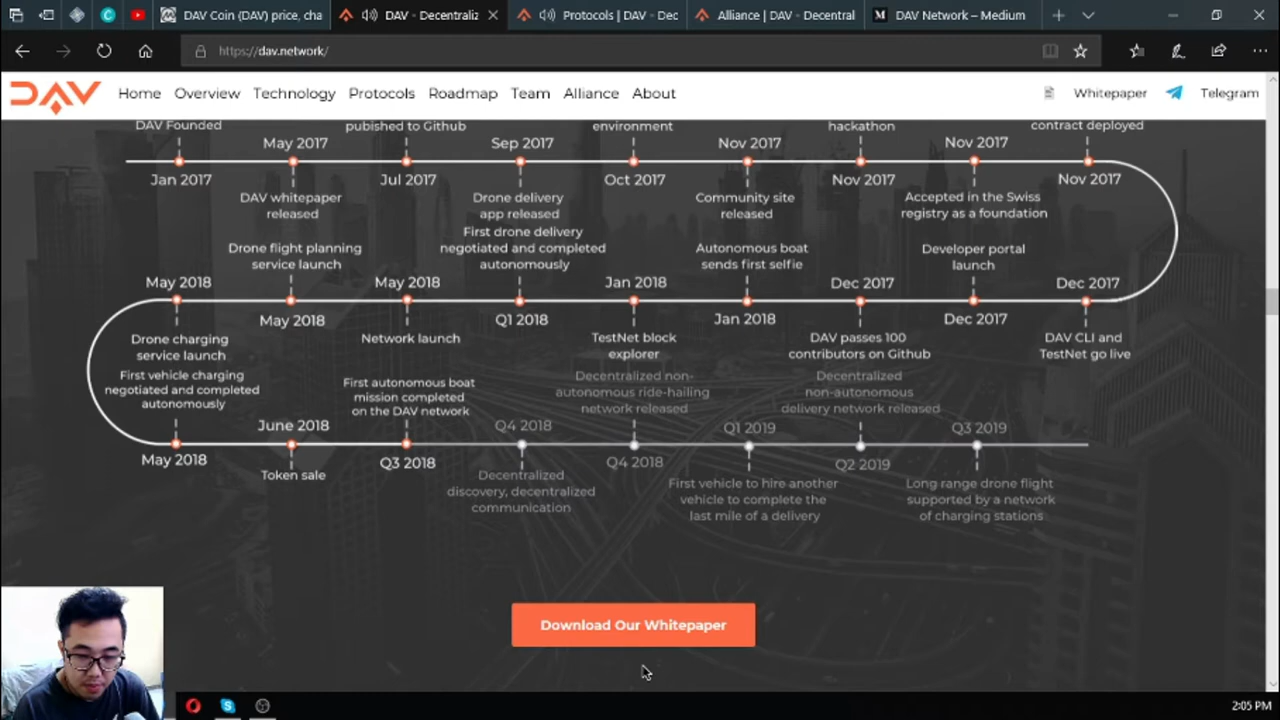 DAV Coin (DAV) price, cha
DAV - Decentraliz
Protocols | DAV - Dec
Alliance | DAV - Decentral
DAV Network – Medium
https://dav.network/
DAV
Home
Overview
Technology
Protocols
Roadmap
Team
Alliance
About
Whitepaper
Telegram
DAV Founded
pubished to Github
environment
hackathon
contract deployed
May 2017
Sep 2017
Nov 2017
Nov 2017
Jan 2017
Jul 2017
Oct 2017
Nov 2017
Nov 2017
DAV whitepaper
released
Drone delivery
app released
Community site
released
Accepted in the Swiss
registry as a foundation
Drone flight planning
service launch
First drone delivery
negotiated and completed
autonomously
Autonomous boat
sends first selfie
Developer portal
launch
May 2018
May 2018
Jan 2018
Dec 2017
Dec 2017
May 2018
Q1 2018
Jan 2018
Dec 2017
Drone charging
service launch
Network launch
TestNet block
explorer
DAV passes 100
contributors on Github
DAV CLI and
TestNet go live
First vehicle charging
negotiated and completed
autonomously
First autonomous boat
mission completed
on the DAV network
Decentralized non-
autonomous ride-hailing
network released
Decentralized
non-autonomous
delivery network released
June 2018
Q4 2018
Q1 2019
Q3 2019
May 2018
Q3 2018
Q4 2018
Q2 2019
Token sale
Decentralized
discovery, decentralized
communication
First vehicle to hire another
vehicle to complete the
last mile of a delivery
Long range drone flight
supported by a network
of charging stations
Download Our Whitepaper
2:05 PM